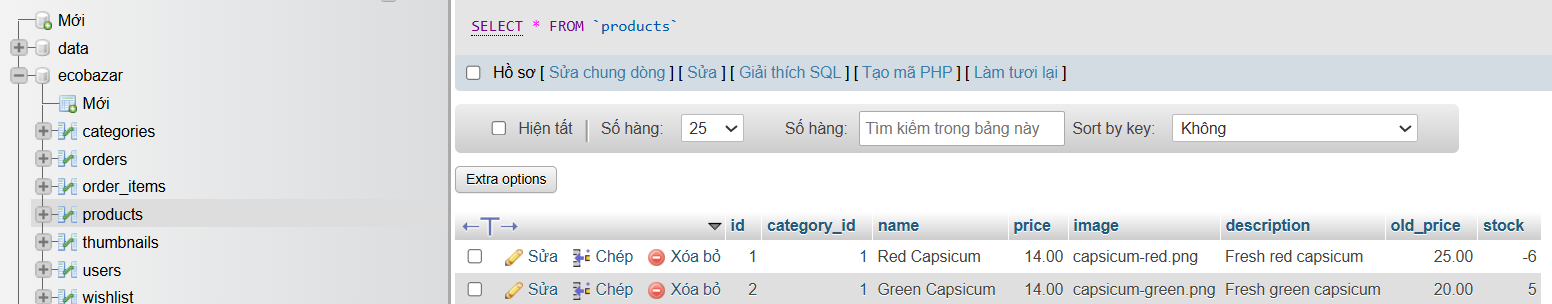 Mới
data
ecobazar
Mới
categories
orders
order_items
products
thumbnails
users
wishlist
SELECT * FROM `products`
Hồ sơ [ Sửa chung dòng ] [ Sửa ] [ Giải thích SQL ] [ Tạo mã PHP ] [ Làm tươi lại ]
Hiện tất | Số hàng: 25 Số hàng: Tìm kiếm trong bảng này Sort by key: Không
Extra options
id category_id name price image description old_price stock
Sửa Chép Xóa bỏ 1 1 Red Capsicum 14.00 capsicum-red.png Fresh red capsicum 25.00 -6
Sửa Chép Xóa bỏ 2 1 Green Capsicum 14.00 capsicum-green.png Fresh green capsicum 20.00 5